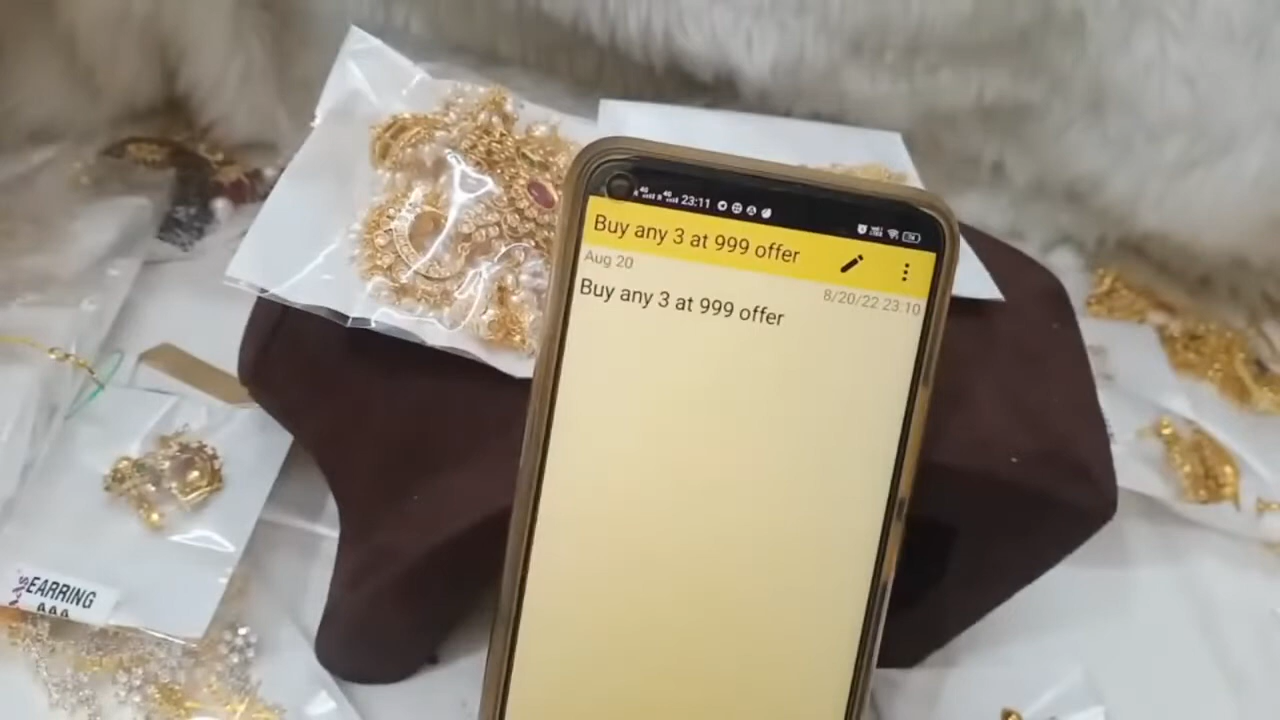 23:11
Buy any 3 at 999 offer
Aug 20
8/20/22 23:10
Buy any 3 at 999 offer
EARRING